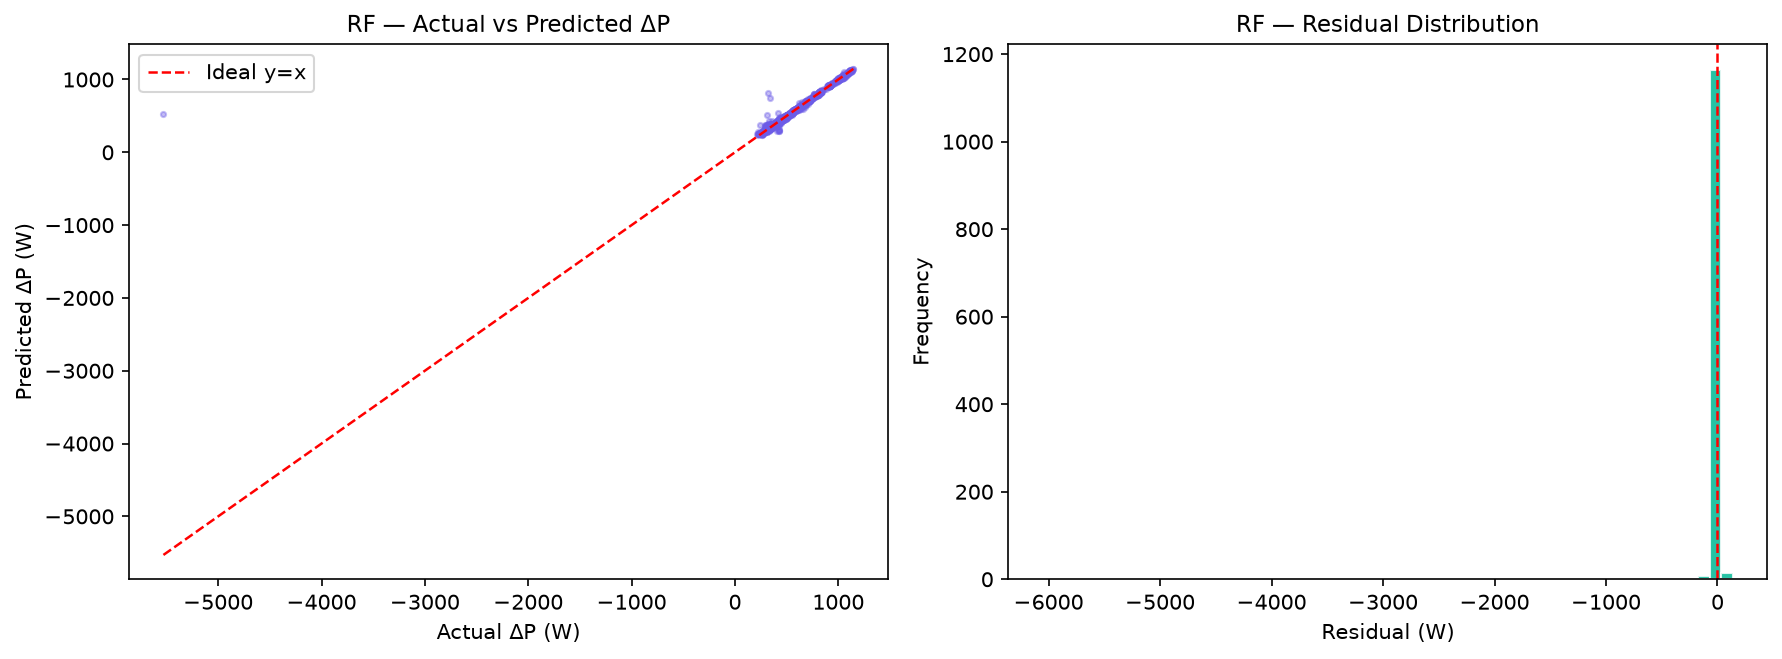 RF — Actual vs Predicted ΔP
Ideal y=x
1000
0
−1000
−2000
−3000
−4000
−5000
Predicted ΔP (W)
−5000 −4000 −3000 −2000 −1000 0 1000
Actual ΔP (W)
RF — Residual Distribution
1200
1000
800
600
400
200
0
Frequency
−6000 −5000 −4000 −3000 −2000 −1000 0
Residual (W)